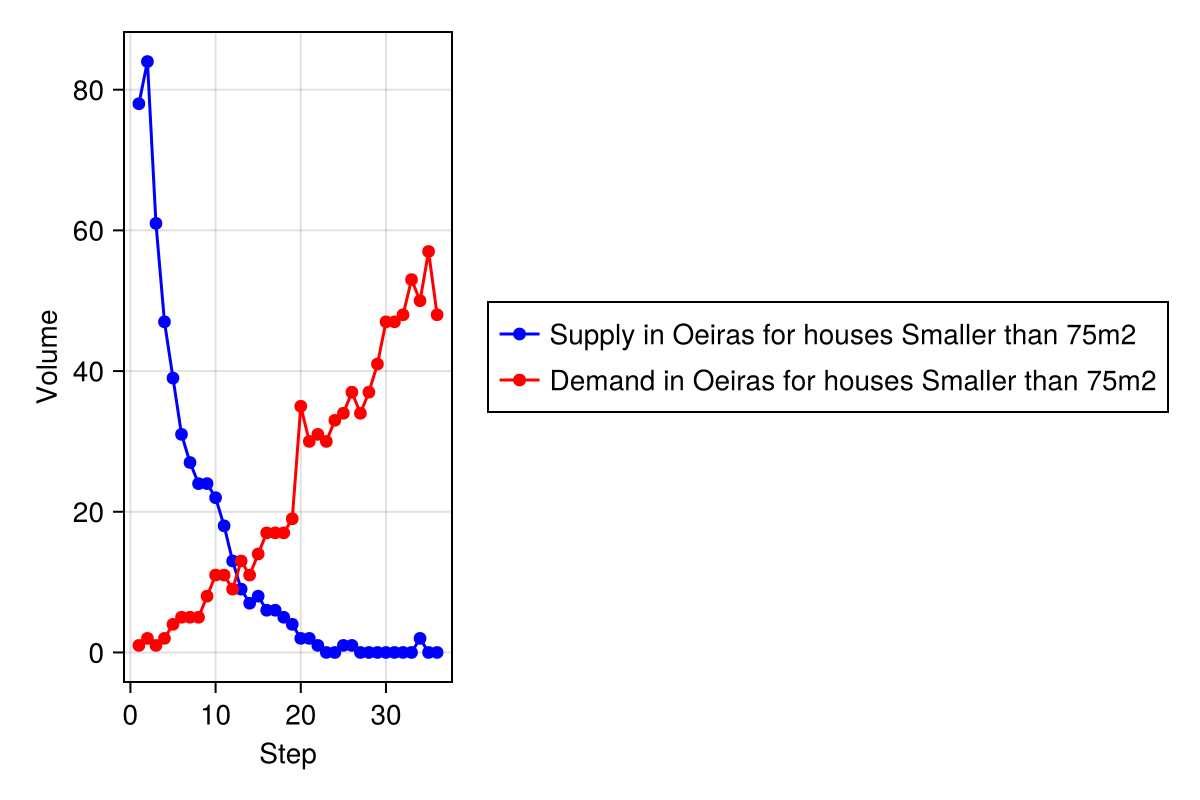 80
60
40
20
0
Volume
0 10 20 30
Step
Supply in Oeiras for houses Smaller than 75m2
Demand in Oeiras for houses Smaller than 75m2